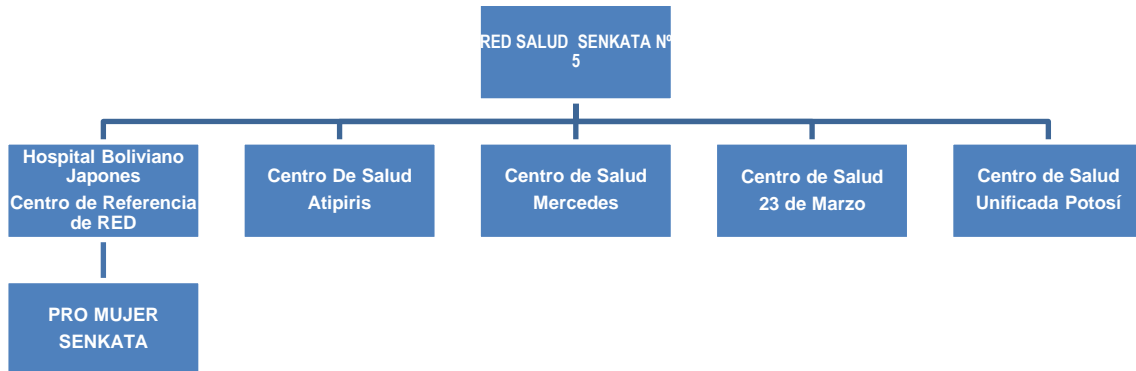 RED SALUD SENKATA Nº
5
Hospital Boliviano
Japones
Centro de Referencia
de RED
Centro De Salud
Atipiris
Centro de Salud
Mercedes
Centro de Salud
23 de Marzo
Centro de Salud
Unificada Potosí
PRO MUJER
SENKATA